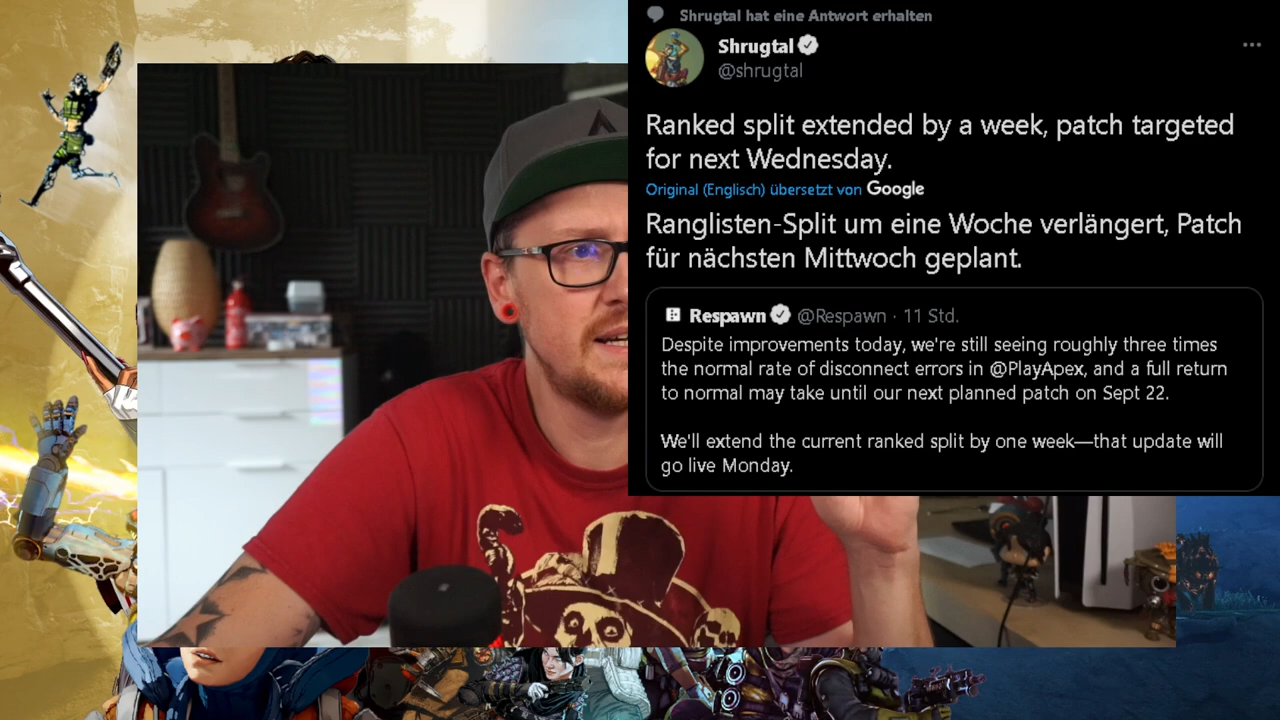 Shrugtal hat eine Antwort erhalten
Shrugtal
@shrugtal
Ranked split extended by a week, patch targeted
for next Wednesday.
Original (Englisch) übersetzt von Google
Ranglisten-Split um eine Woche verlängert, Patch
für nächsten Mittwoch geplant.
Respawn @Respawn · 11 Std.
Despite improvements today, we're still seeing roughly three times
the normal rate of disconnect errors in @PlayApex, and a full return
to normal may take until our next planned patch on Sept 22.
We'll extend the current ranked split by one week—that update will
go live Monday.